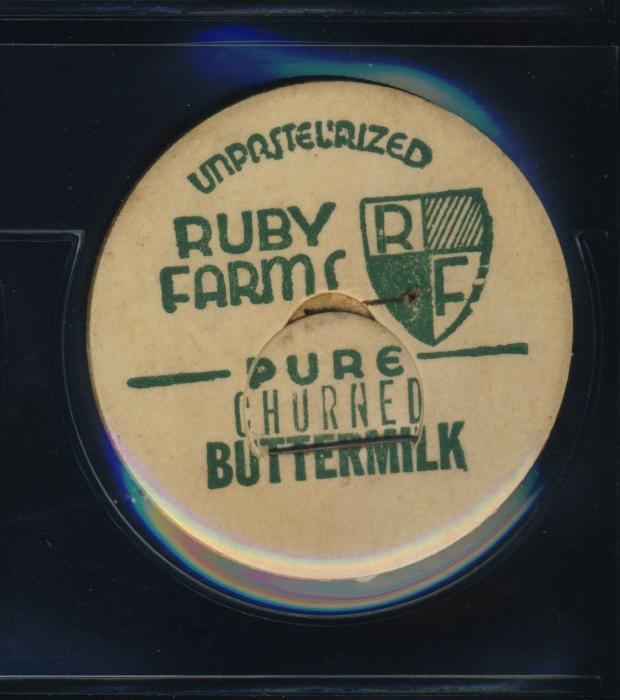 UNPASTEURIZED
RUBY
FARMS
R
F
PURE
CHURNED
BUTTERMILK